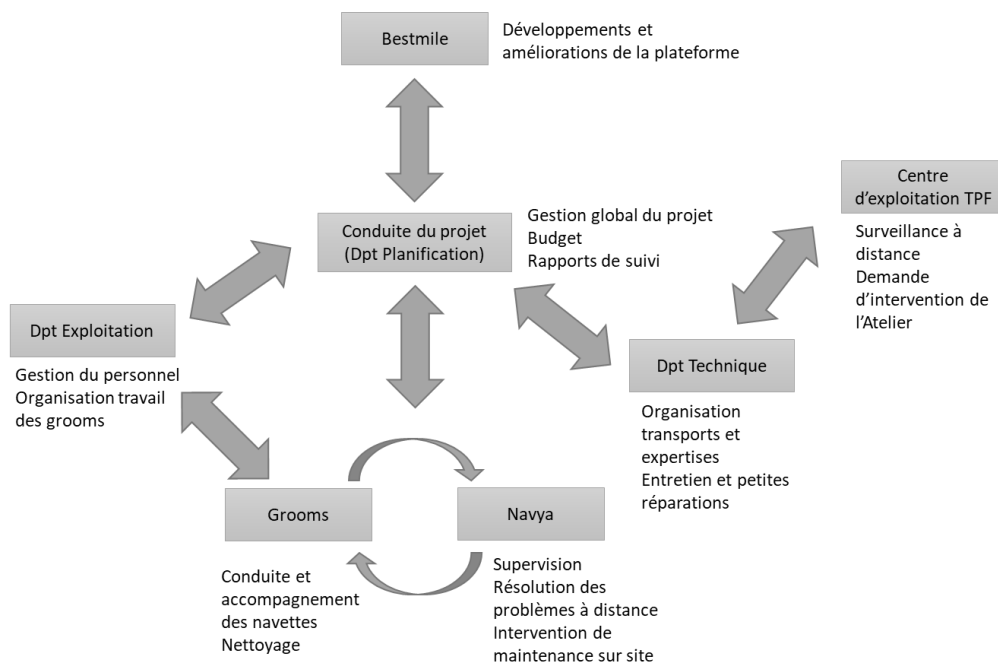 Bestmile
Développements et
améliorations de la plateforme
Centre
d’exploitation TPF
Surveillance à
distance
Demande
d’intervention de
l’Atelier
Conduite du projet
(Dpt Planification)
Gestion global du projet
Budget
Rapports de suivi
Dpt Exploitation
Gestion du personnel
Organisation travail
des grooms
Dpt Technique
Organisation
transports et
expertises
Entretien et petites
réparations
Grooms
Conduite et
accompagnement
des navettes
Nettoyage
Navya
Supervision
Résolution des
problèmes à distance
Intervention de
maintenance sur site